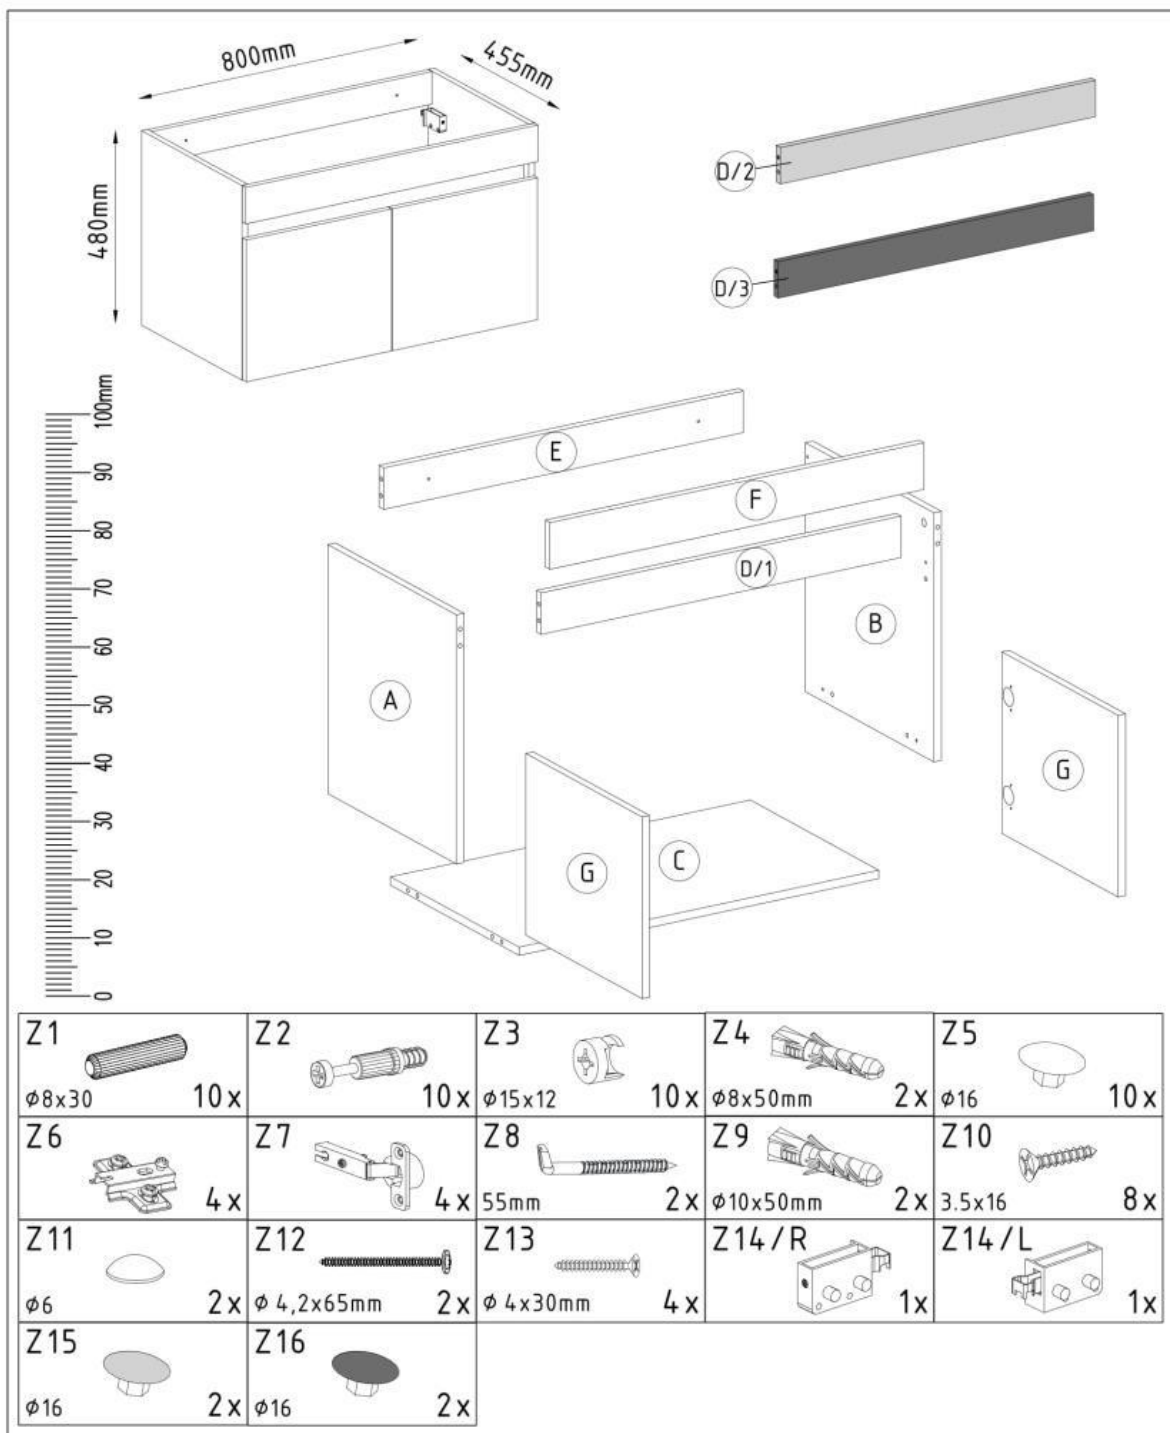 800mm
455mm
480mm
D/2
D/3
100mm
90
80
70
60
50
40
30
20
10
0
E
F
D/1
B
A
G
G
C
Z1
ϕ8x30 10x
Z2
10x
Z3
ϕ15x12 10x
Z4
ϕ8x50mm 2x
Z5
ϕ16 10x
Z6
4x
Z7
4x
Z8
55mm 2x
Z9
ϕ10x50mm 2x
Z10
3.5x16 8x
Z11
ϕ6 2x
Z12
ϕ 4,2x65mm 2x
Z13
ϕ 4x30mm 4x
Z14/R
1x
Z14/L
1x
Z15
ϕ16 2x
Z16
ϕ16 2x